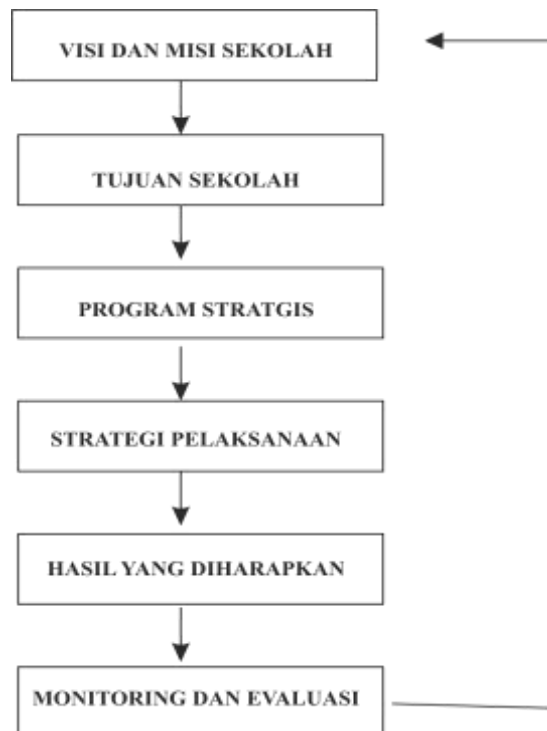 VISI DAN MISI SEKOLAH
TUJUAN SEKOLAH
PROGRAM STRATGIS
STRATEGI PELAKSANAAN
HASIL YANG DIHARAPKAN
MONITORING DAN EVALUASI